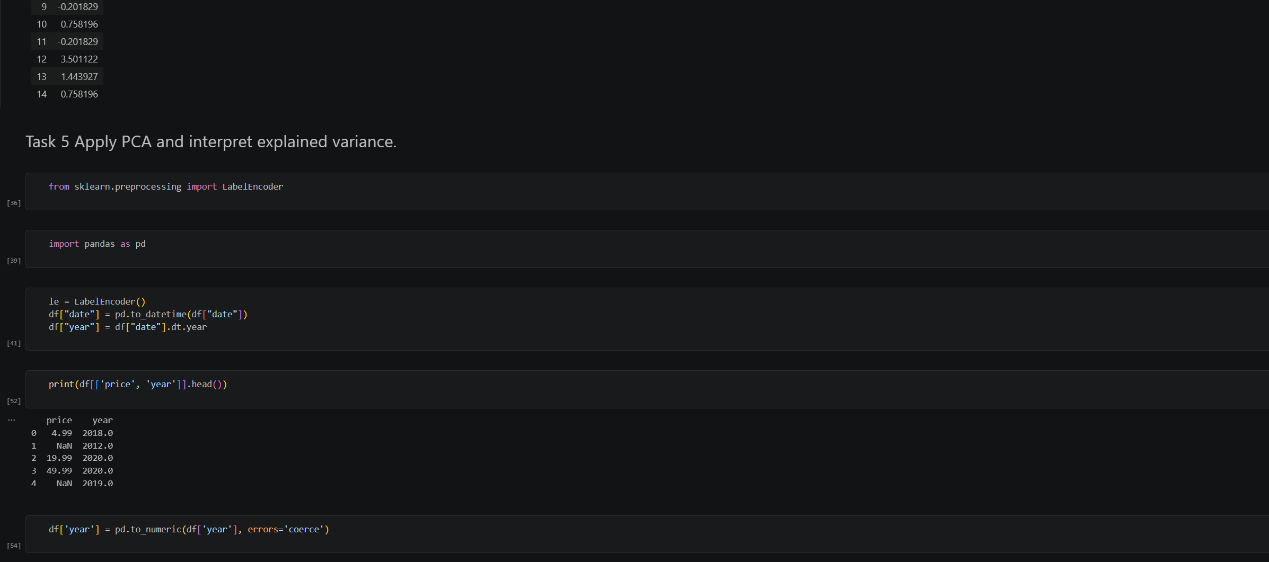 9 -0.201829
10 0.758196
11 -0.201829
12 3.501122
13 1.443927
14 0.758196
Task 5 Apply PCA and interpret explained variance.
from sklearn.preprocessing import LabelEncoder
[36]
import pandas as pd
[39]
le = LabelEncoder()
df["date"] = pd.to_datetime(df["date"])
df["year"] = df["date"].dt.year
[41]
print(df[['price', 'year']].head())
[52]
... price year
0 4.99 2018.0
1 NaN 2012.0
2 19.99 2020.0
3 49.99 2020.0
4 NaN 2019.0
df['year'] = pd.to_numeric(df['year'], errors='coerce')
[54]